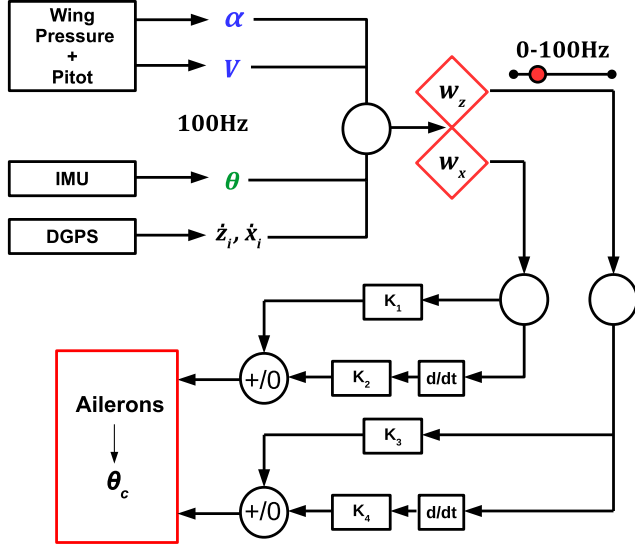 Wing
Pressure
+
Pitot
α
V
100Hz
IMU
θ
DGPS
ż_i, ẋ_i
w_z
w_x
0-100Hz
K_1
+/0
K_2
d/dt
Ailerons
θ_c
K_3
+/0
K_4
d/dt